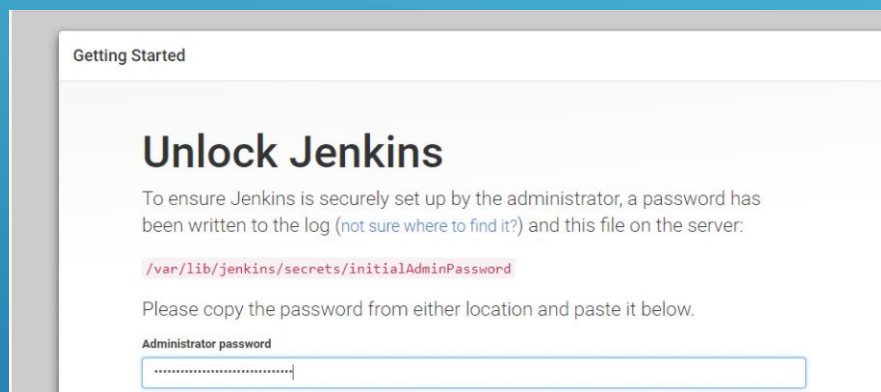 Getting Started
Unlock Jenkins
To ensure Jenkins is securely set up by the administrator, a password has
been written to the log (not sure where to find it?) and this file on the server:
/var/lib/jenkins/secrets/initialAdminPassword
Please copy the password from either location and paste it below.
Administrator password